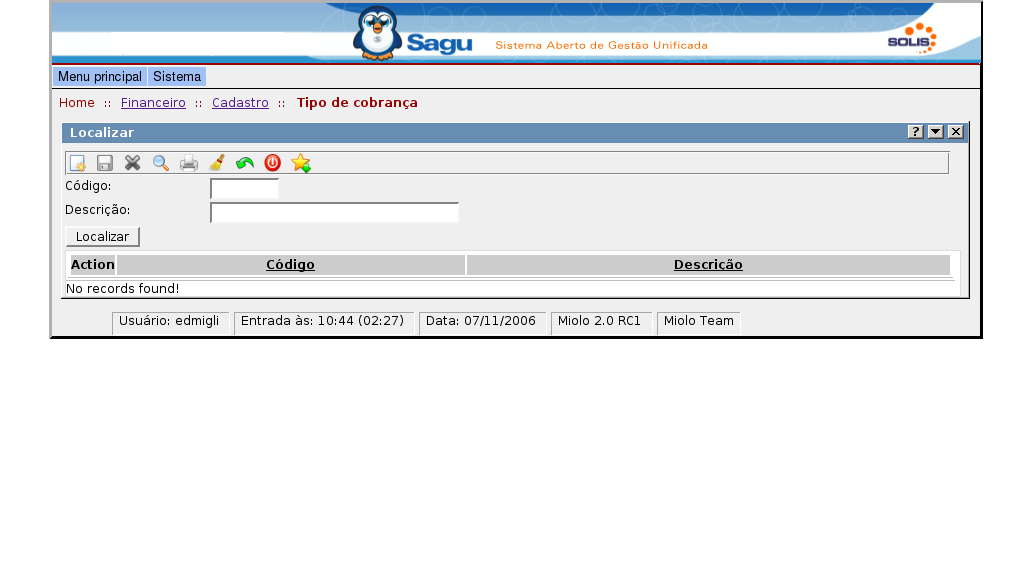 Sagu Sistema Aberto de Gestão Unificada SOLIS
Menu principal Sistema
Home :: Financeiro :: Cadastro :: Tipo de cobrança
Localizar ?
Código:
Descrição:
Localizar
Action Código Descrição
No records found!
Usuário: edmigli Entrada às: 10:44 (02:27) Data: 07/11/2006 Miolo 2.0 RC1 Miolo Team